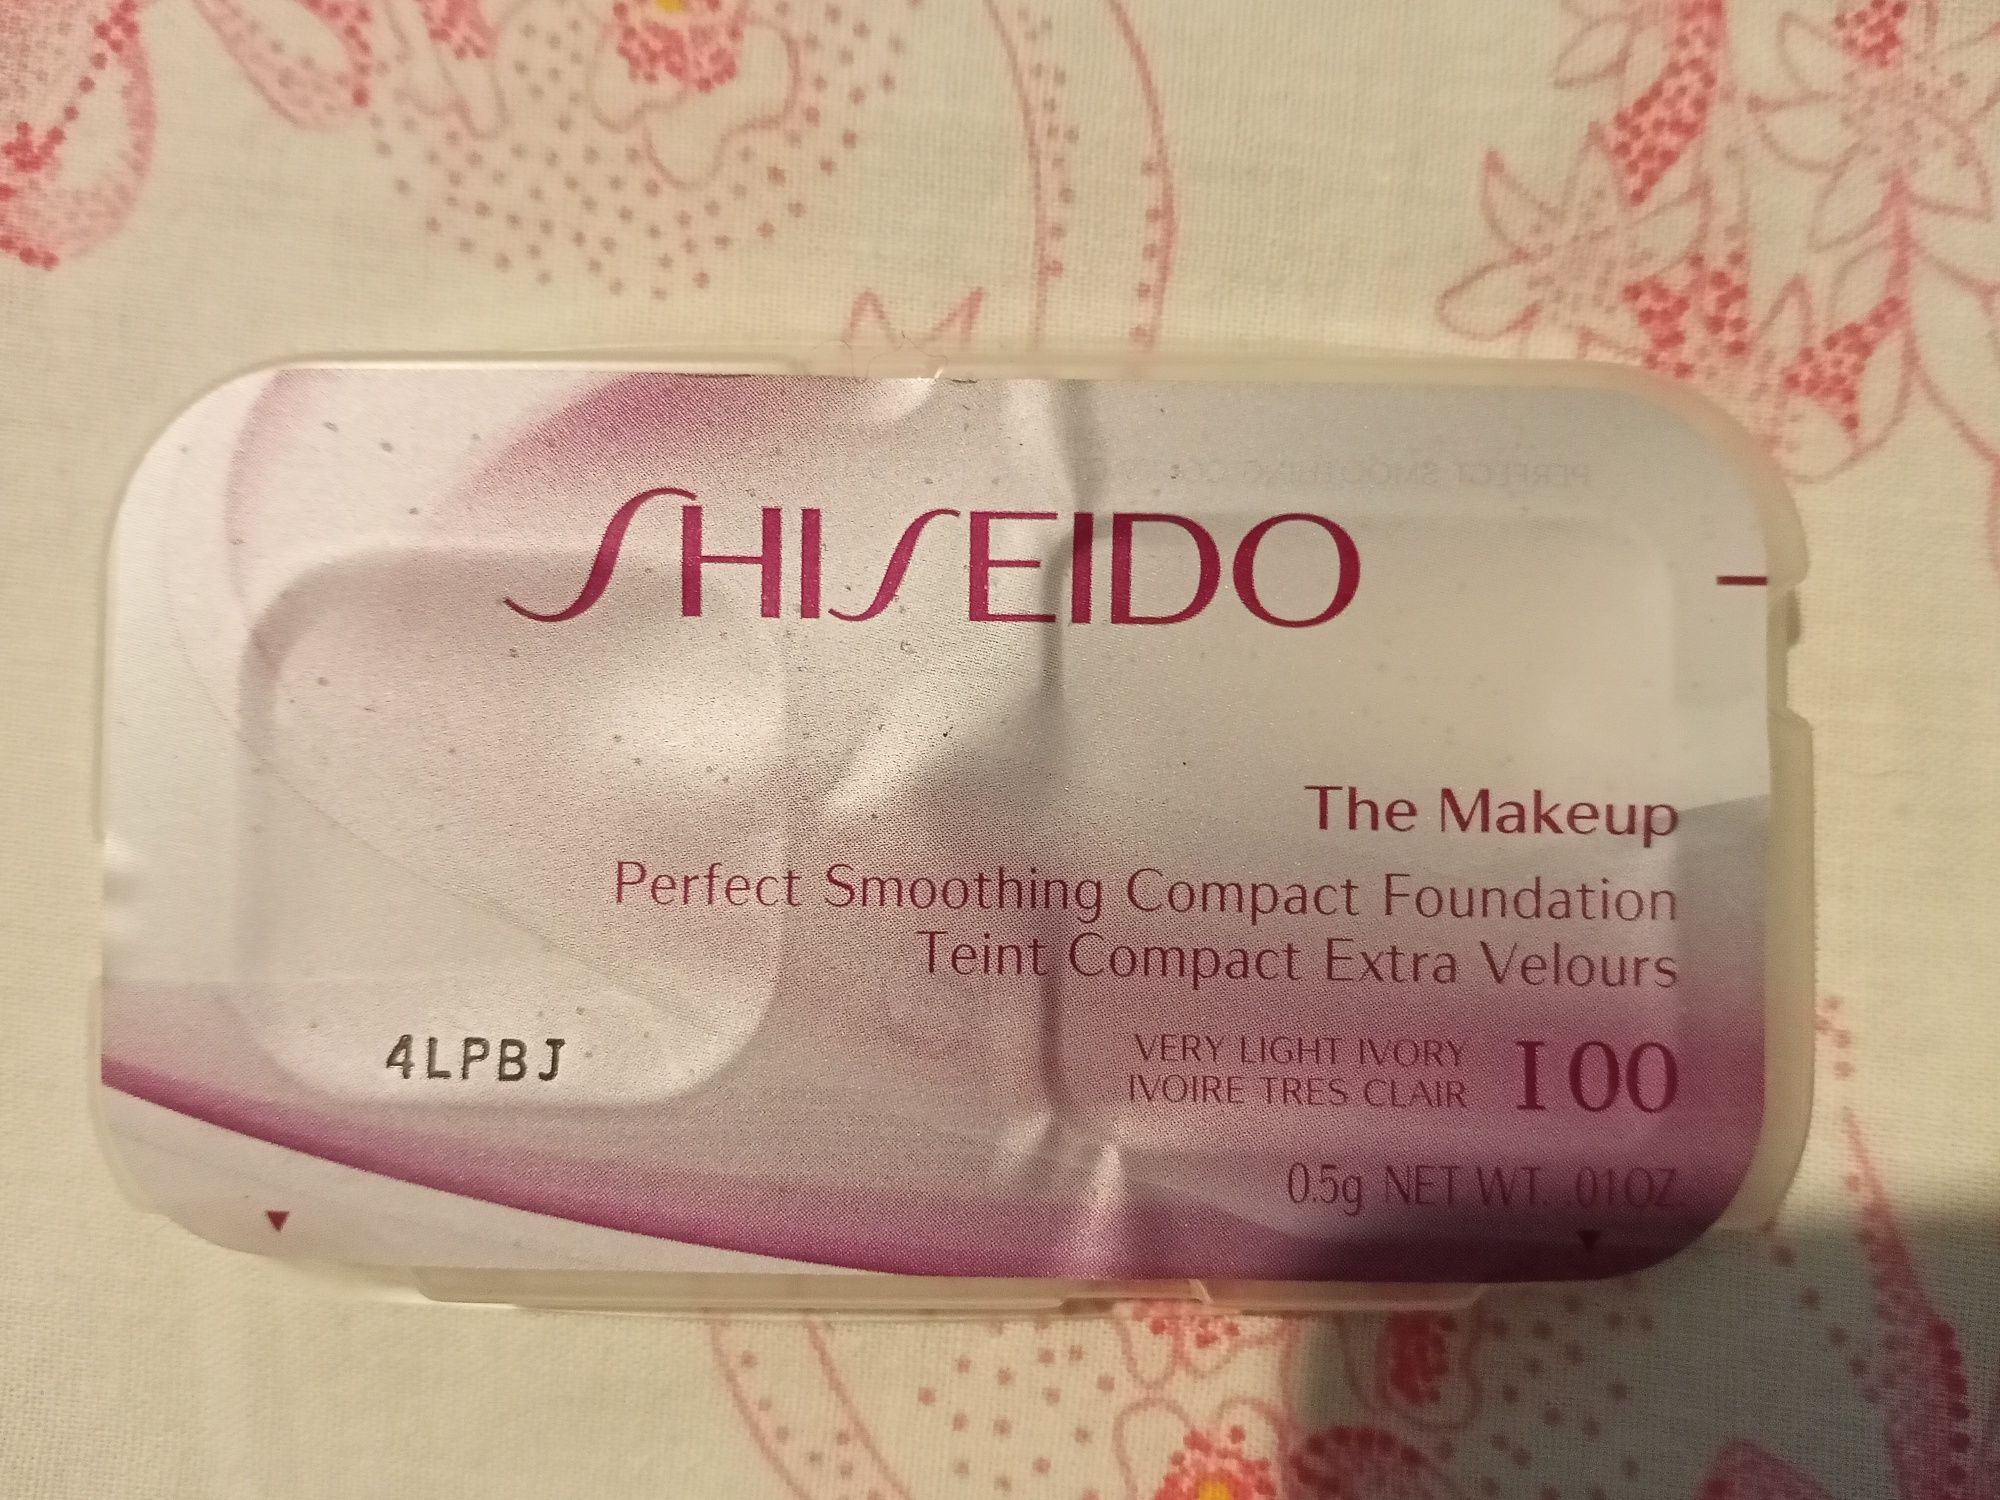 SHISEIDO
The Makeup
Perfect Smoothing Compact Foundation
Teint Compact Extra Velours
VERY LIGHT IVORY
IVOIRE TRES CLAIR
I00
4LPBJ
0.5g NET WT. .01OZ.